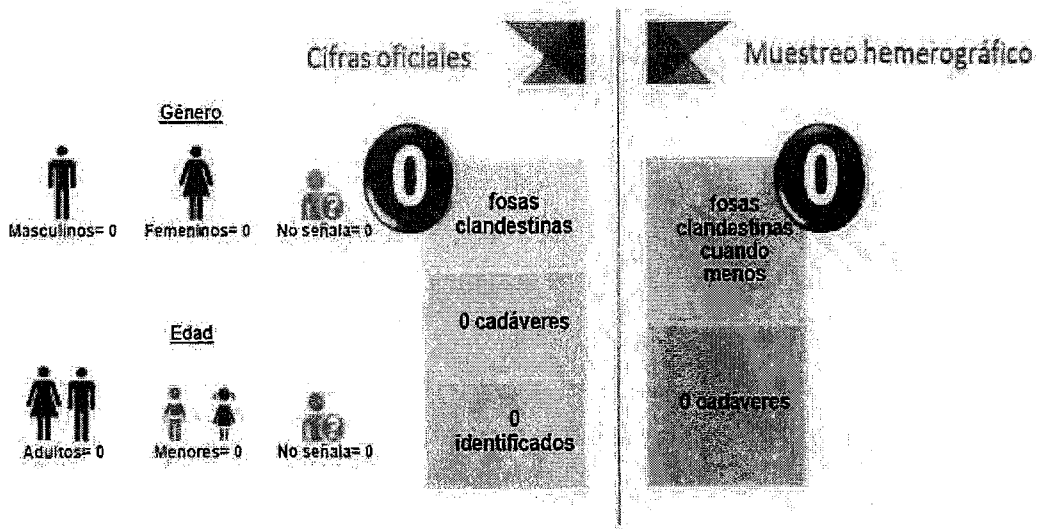 Cifras oficiales
Género
Masculinos= 0
Femeninos= 0
No señala= 0
Edad
Adultos= 0
Menores= 0
No señala= 0
0
fosas
clandestinas
0 cadáveres
0
identificados
Muestreo hemerográfico
0
fosas
clandestinas
cuando
menos
0 cadáveres